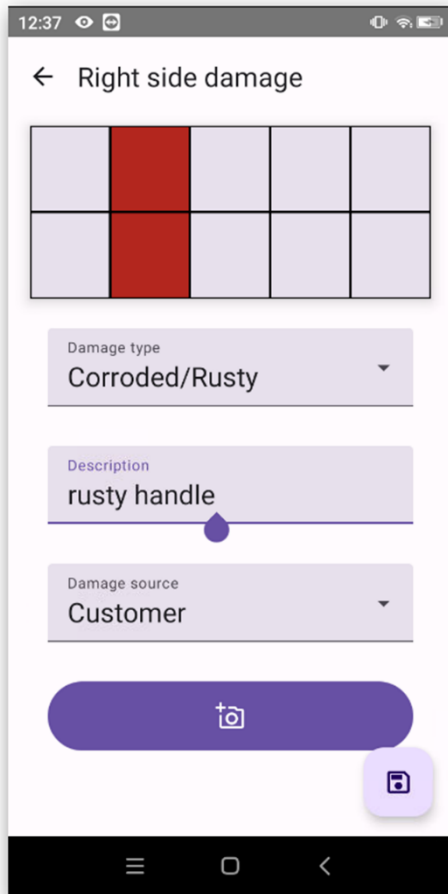 12:37
Right side damage
Damage type
Corroded/Rusty
Description
rusty handle
Damage source
Customer